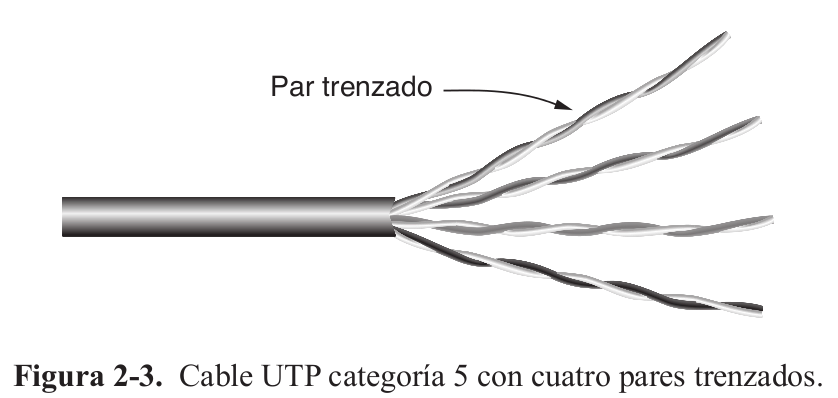 Par trenzado
Figura 2-3. Cable UTP categoría 5 con cuatro pares trenzados.